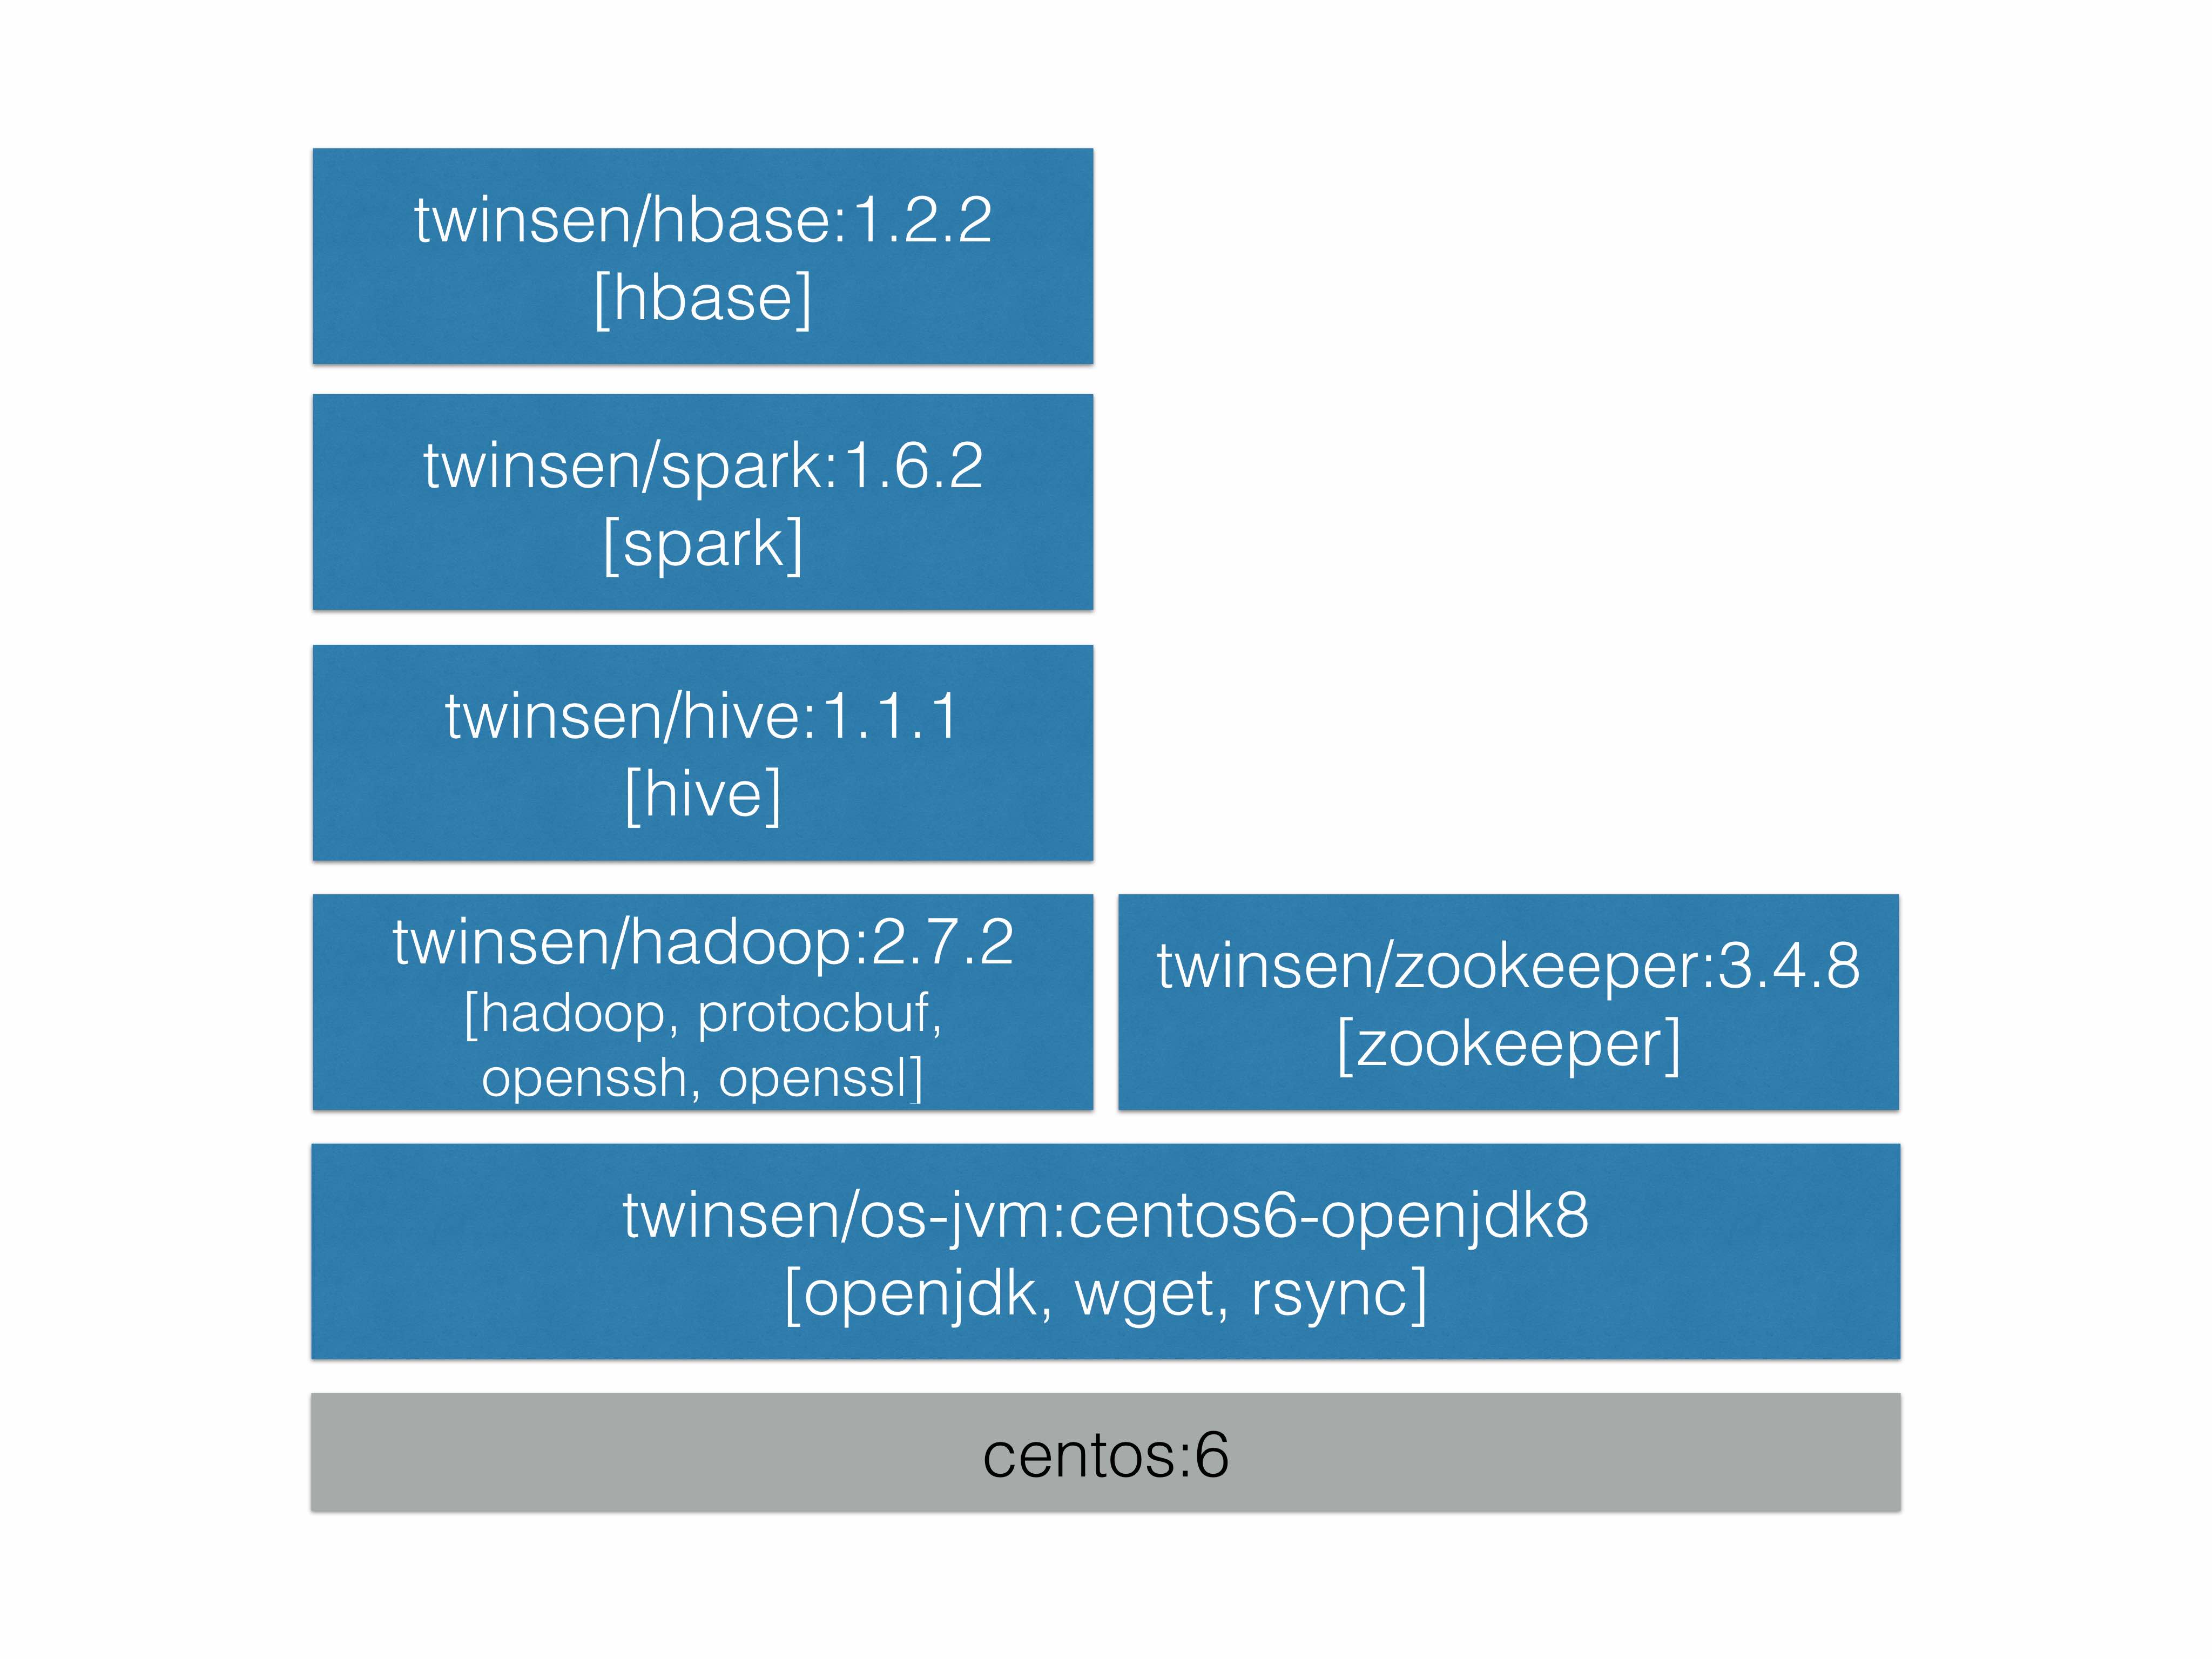 twinsen/hbase:1.2.2
[hbase]
twinsen/spark:1.6.2
[spark]
twinsen/hive:1.1.1
[hive]
twinsen/hadoop:2.7.2
[hadoop, protocbuf,
openssh, openssl]
twinsen/zookeeper:3.4.8
[zookeeper]
twinsen/os-jvm:centos6-openjdk8
[openjdk, wget, rsync]
centos:6